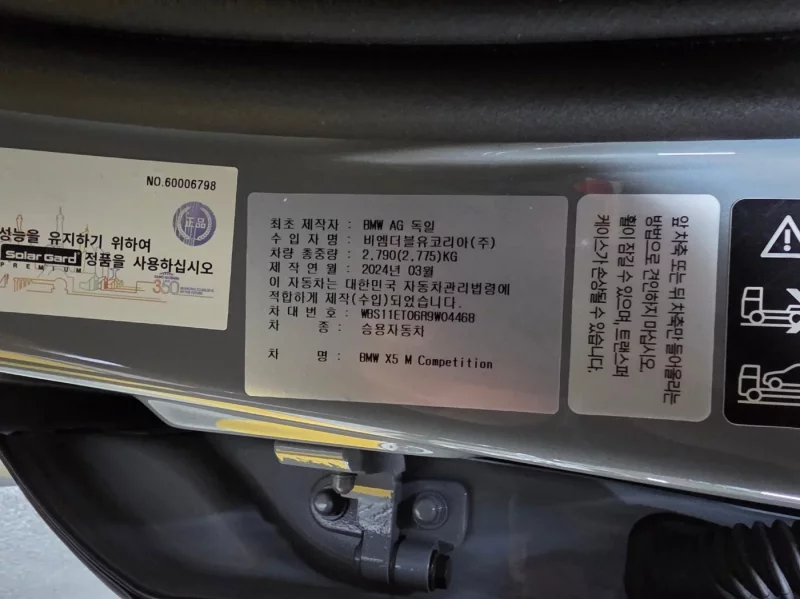 NO.60006798
正品
성능을 유지하기 위하여
Solar Gard
PREMIUM
정품을 사용하십시오
350
최초 제작자 : BMW AG 독일
수 입 자 명 : 비엠더블유코리아(주)
차량 총중량 : 2,790(2,775)KG
제 작 연 월 : 2024년 03월
이 자동차는 대한민국 자동차관리법령에
적합하게 제작(수입)되었습니다.
차 대 번 호 : WBS11ET06R9W04468
차 종 : 승용자동차
차 명 : BMW X5 M Competition
앞 차축 또는 뒤 차축만 들어올리는
방법으로 견인하지 마십시오.
휠이 잠길 수 있으며, 트랜스퍼
케이스가 손상될 수 있습니다.